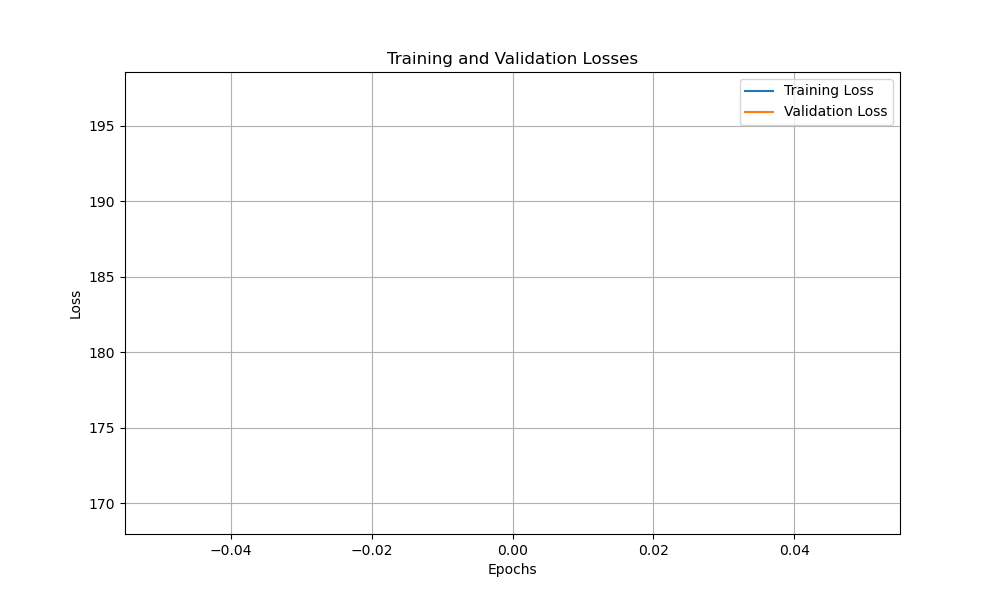 Training and Validation Losses
Training Loss
Validation Loss
195
190
185
180
175
170
Loss
−0.04
−0.02
0.00
0.02
0.04
Epochs